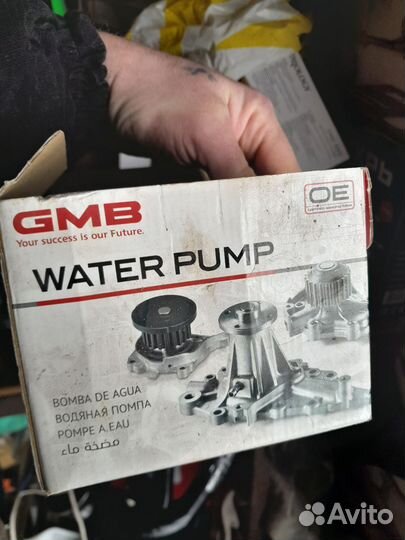 GMB
Your success is our Future.
OE
WATER PUMP
BOMBA DE AGUA
ВОДЯНАЯ ПОМПА
POMPE A EAU
مضخة ماء
Avito